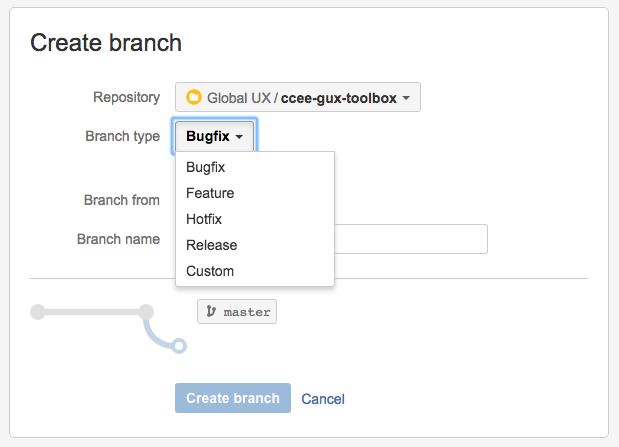 Create branch
Repository Global UX / ccee-gux-toolbox
Branch type Bugfix
Bugfix
Feature
Branch from
Hotfix
Branch name
Release
Custom
master
Create branch Cancel